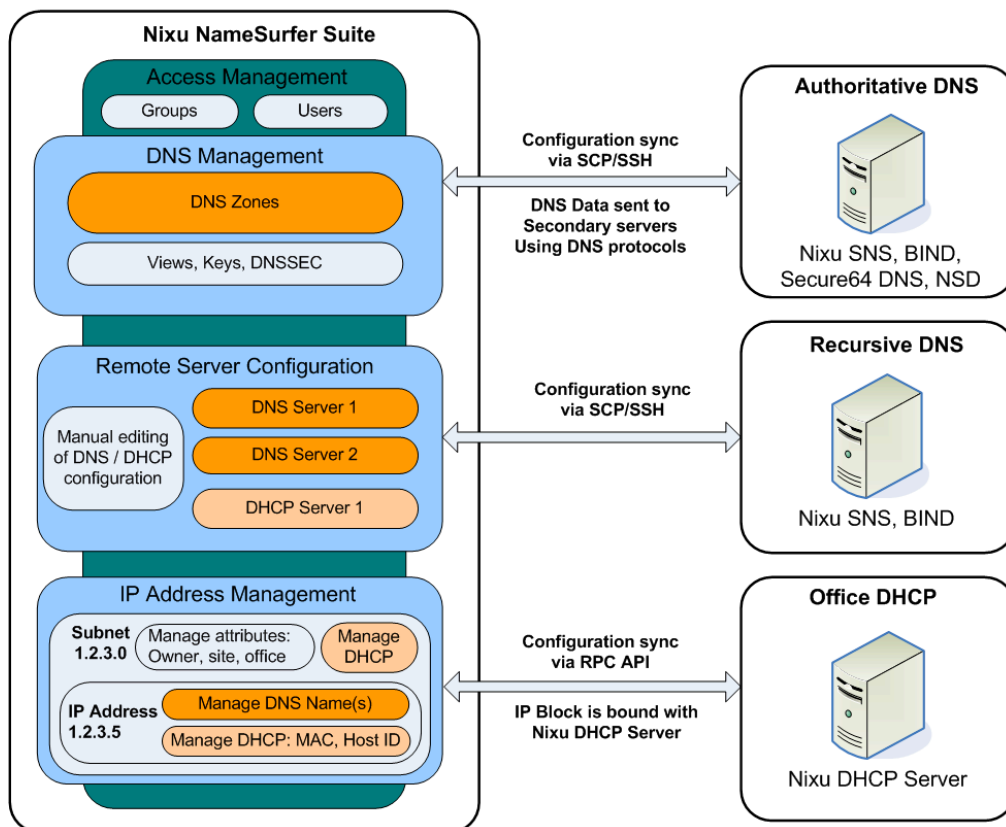 Nixu NameSurfer Suite
Access Management
Groups
Users
DNS Management
DNS Zones
Views, Keys, DNSSEC
Remote Server Configuration
Manual editing
of DNS / DHCP
configuration
DNS Server 1
DNS Server 2
DHCP Server 1
IP Address Management
Subnet
1.2.3.0
Manage attributes:
Owner, site, office
Manage
DHCP
IP Address
1.2.3.5
Manage DNS Name(s)
Manage DHCP: MAC, Host ID
Configuration sync
via SCP/SSH
DNS Data sent to
Secondary servers
Using DNS protocols
Configuration sync
via SCP/SSH
Configuration sync
via RPC API
IP Block is bound with
Nixu DHCP Server
Authoritative DNS
Nixu SNS, BIND,
Secure64 DNS, NSD
Recursive DNS
Nixu SNS, BIND
Office DHCP
Nixu DHCP Server